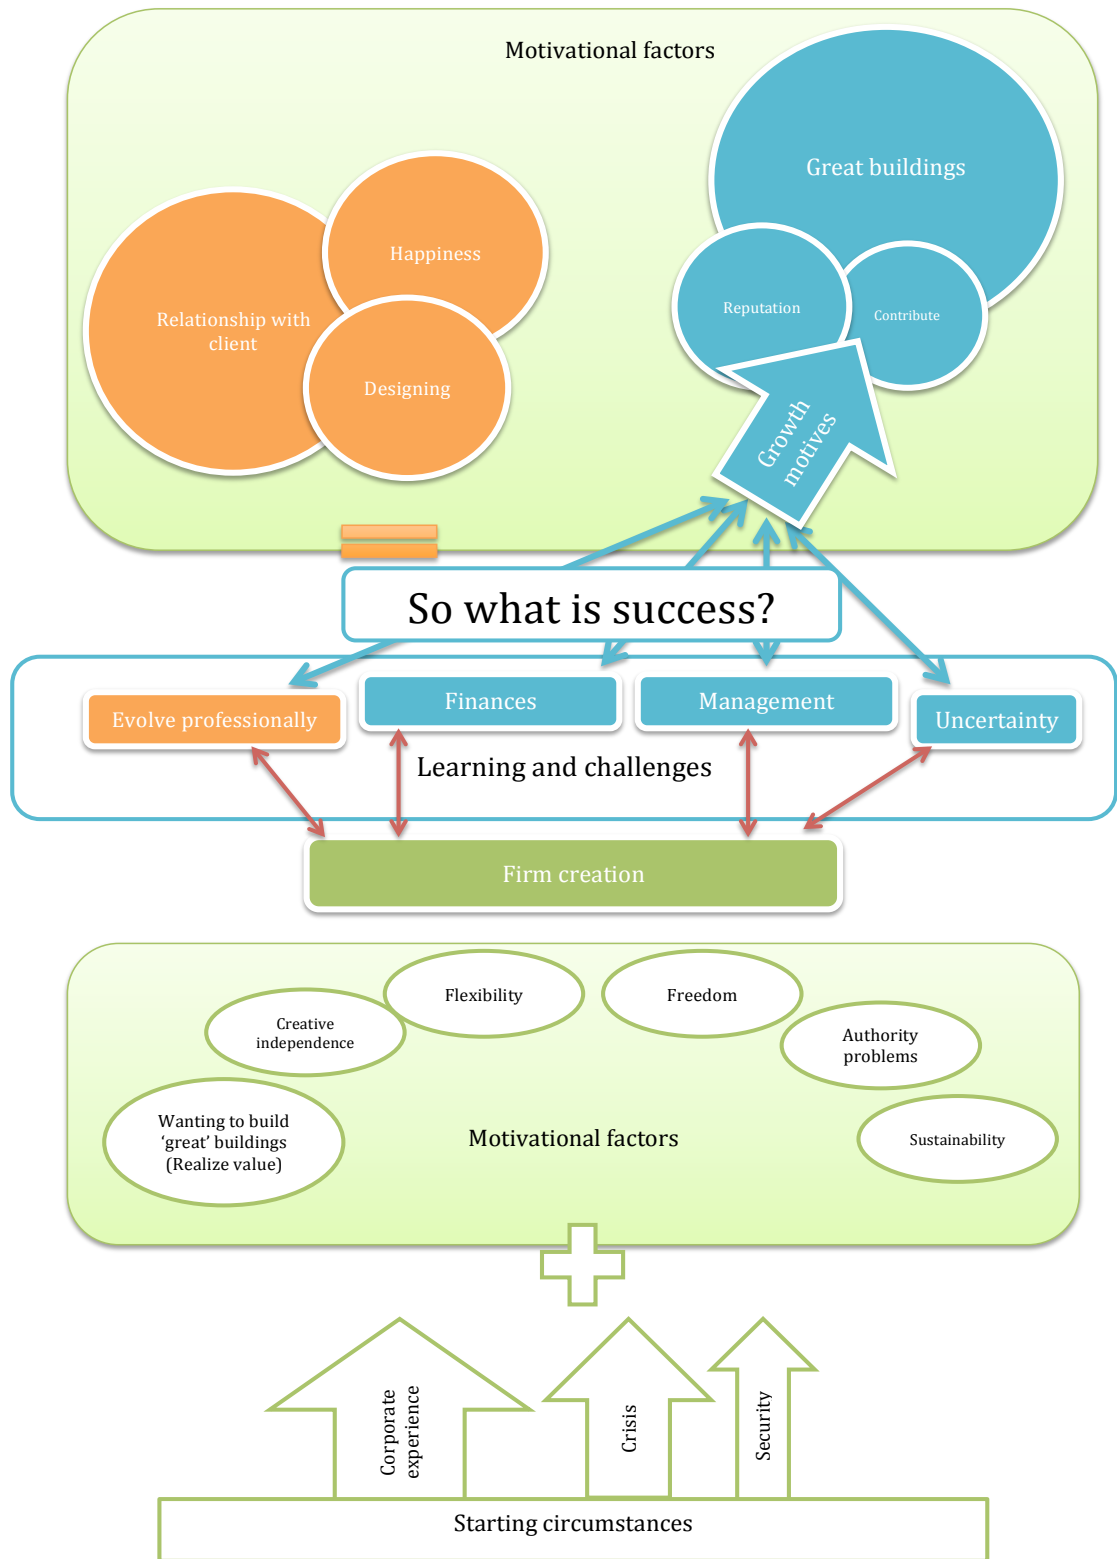 Motivational factors
Great buildings
Happiness
Relationship with
client
Reputation
Contribute
Designing
Growth
motives
So what is success?
Evolve professionally
Finances
Management
Uncertainty
Learning and challenges
Firm creation
Flexibility
Freedom
Creative
independence
Authority
problems
Wanting to build
‘great’ buildings
(Realize value)
Motivational factors
Sustainability
Corporate
experience
Crisis
Security
Starting circumstances